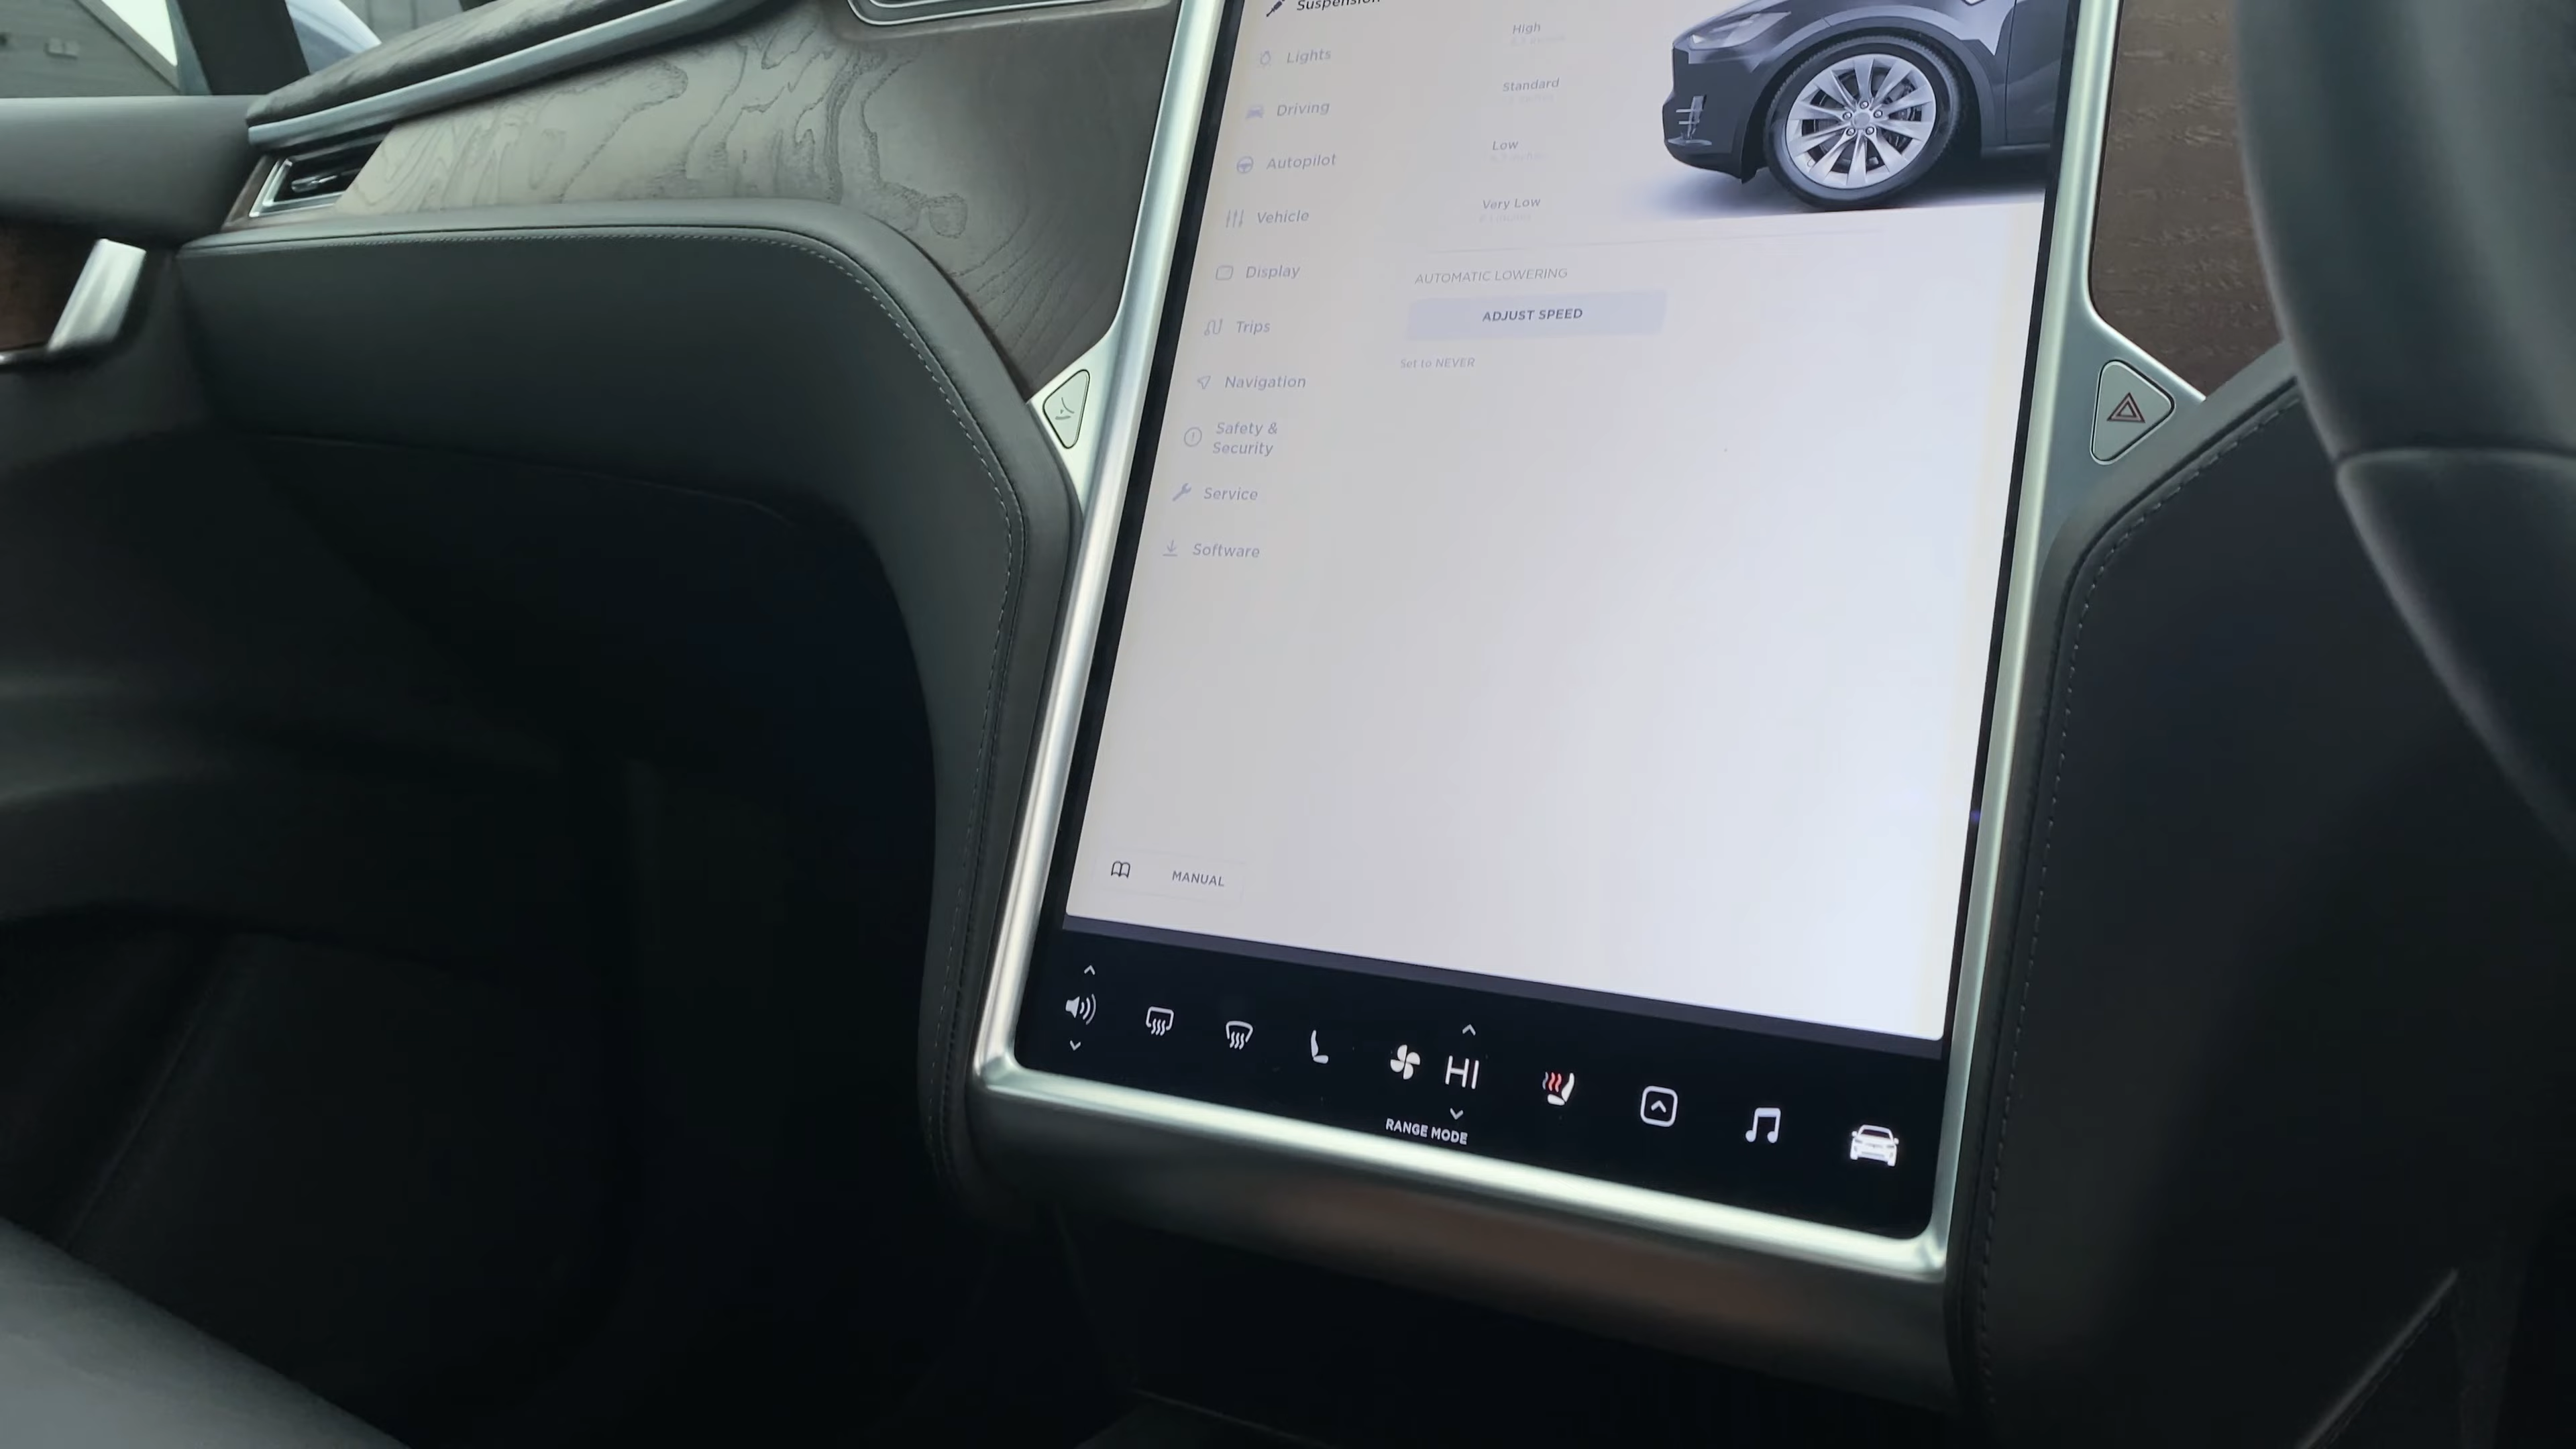 Suspension
Lights
Driving
Autopilot
Vehicle
Display
Trips
Navigation
Safety &
Security
Service
Software
High
Standard
Low
Very Low
AUTOMATIC LOWERING
ADJUST SPEED
Set to NEVER
MANUAL
HI
RANGE MODE